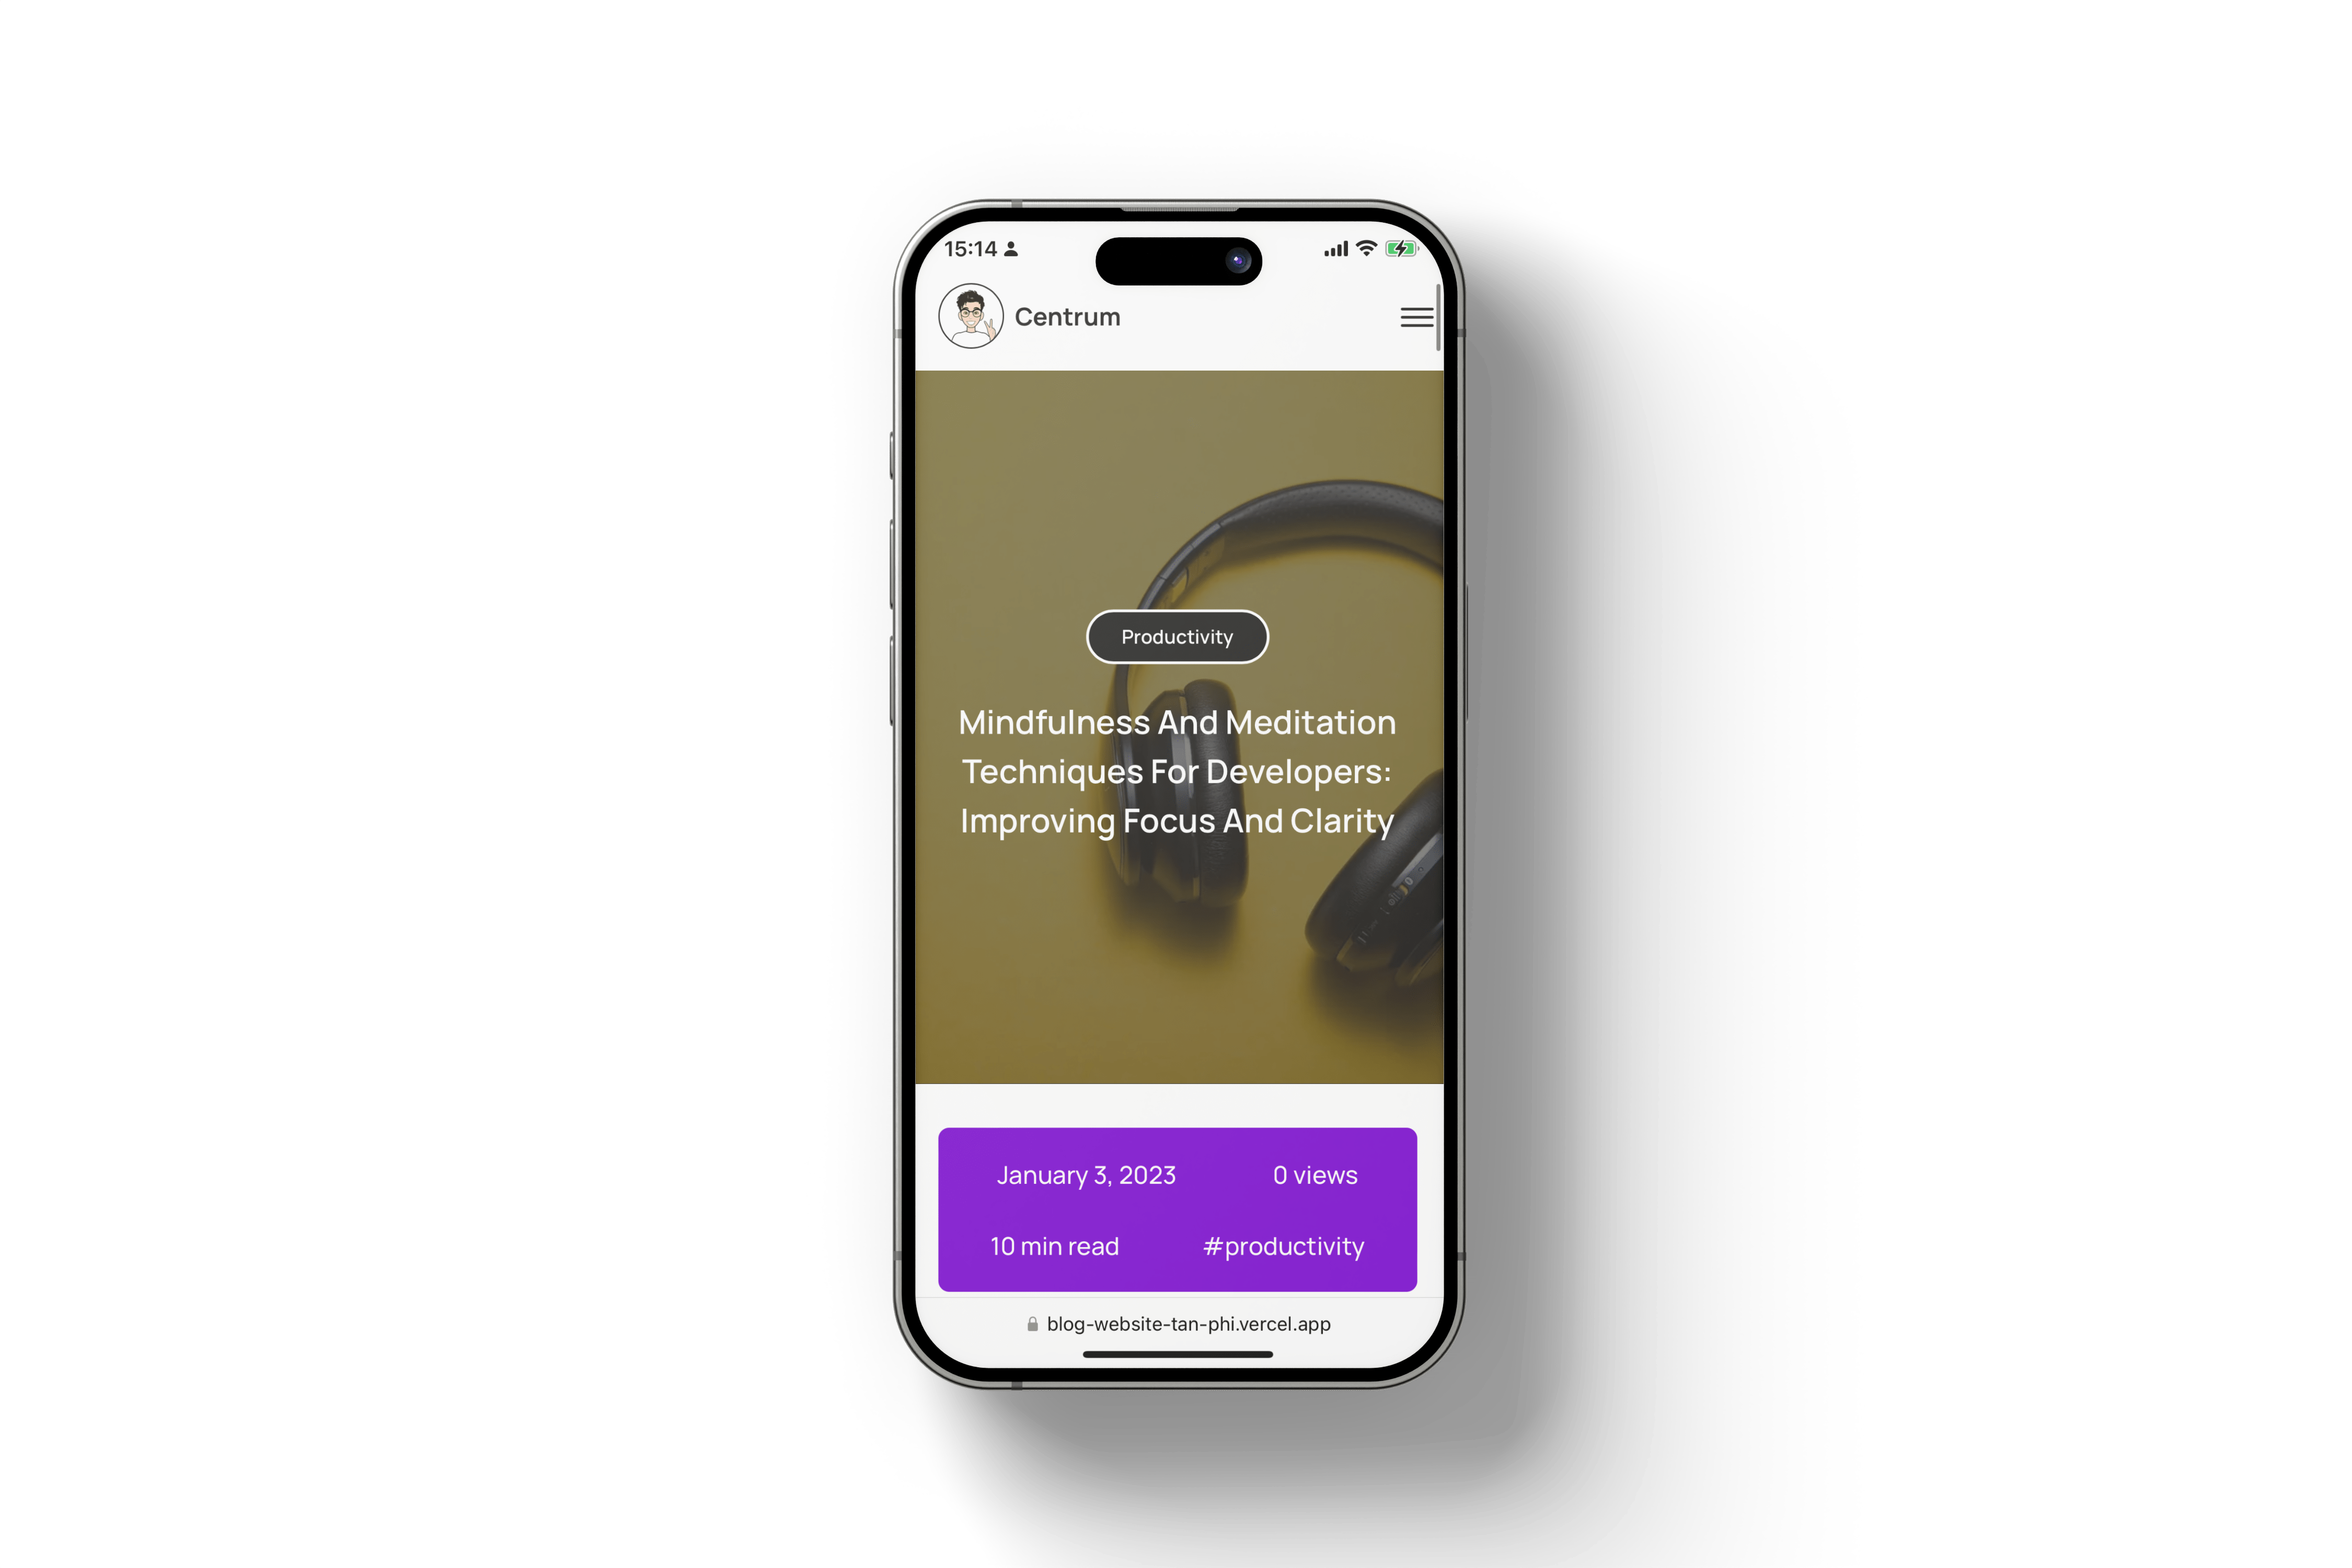 15:14
Centrum
Productivity
Mindfulness And Meditation
Techniques For Developers:
Improving Focus And Clarity
January 3, 2023
0 views
10 min read
#productivity
blog-website-tan-phi.vercel.app